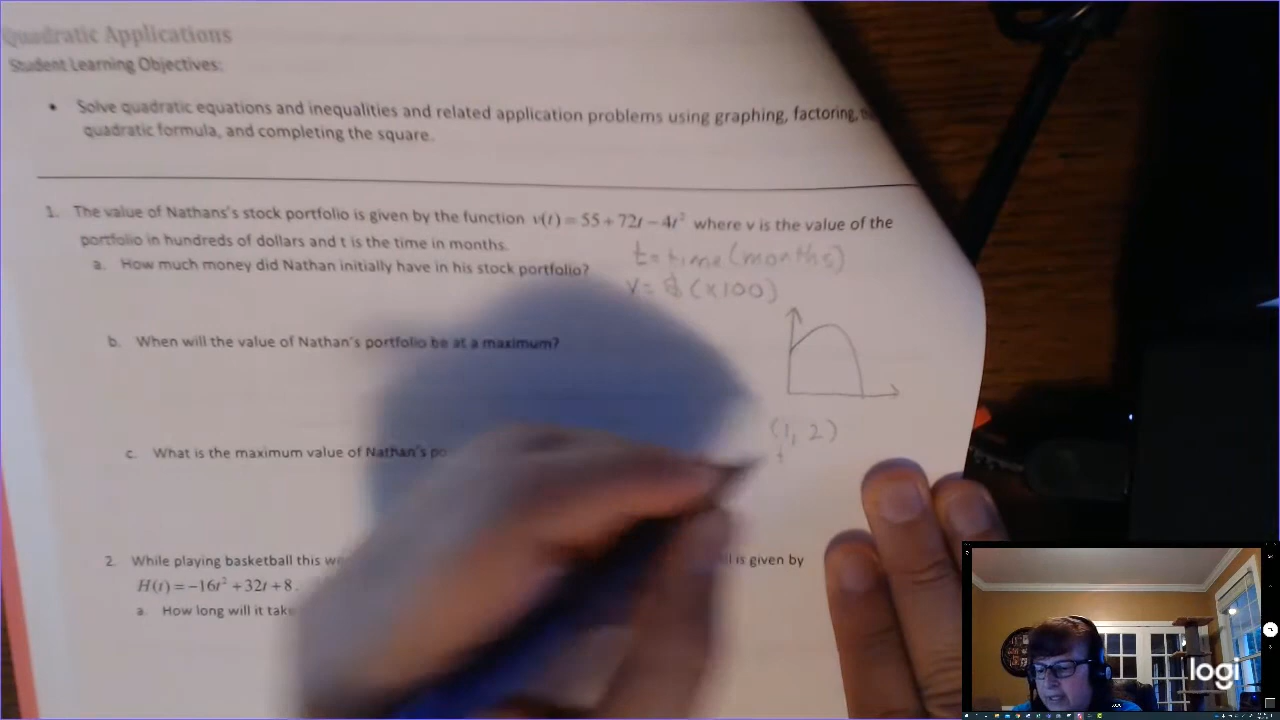 Quadratic Applications
Student Learning Objectives:
• Solve quadratic equations and inequalities and related application problems using graphing, factoring,
quadratic formula, and completing the square.
1. The value of Nathans's stock portfolio is given by the function v(t) = 55 + 72t − 4t² where v is the value of the
portfolio in hundreds of dollars and t is the time in months.
t = time (months)
a. How much money did Nathan initially have in his stock portfolio?
v = $ (×100)
b. When will the value of Nathan's portfolio be at a maximum?
(1, 2)
t
c. What is the maximum value of Nathan's po
2. While playing basketball this we
is given by
H(t) = −16t² + 32t + 8.
a. How long will it take
logi